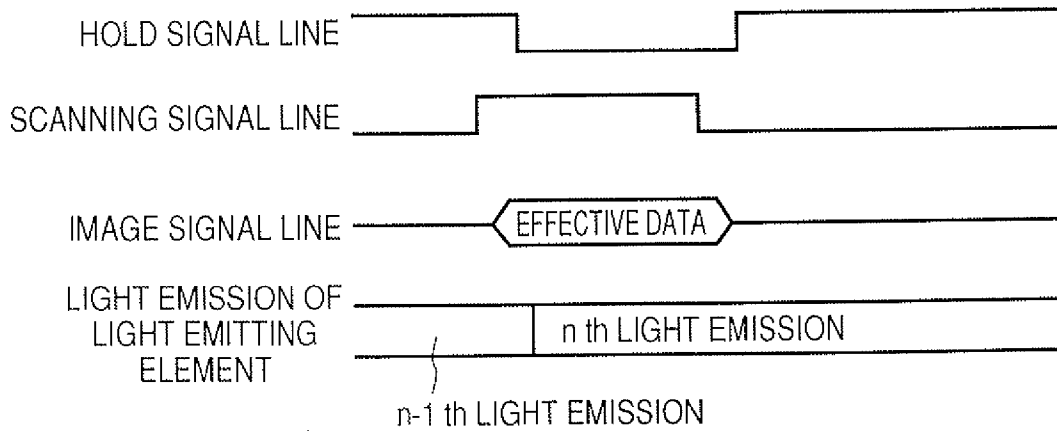 HOLD SIGNAL LINE
SCANNING SIGNAL LINE
IMAGE SIGNAL LINE
EFFECTIVE DATA
LIGHT EMISSION OF
LIGHT EMITTING
ELEMENT
n th LIGHT EMISSION
n-1 th LIGHT EMISSION